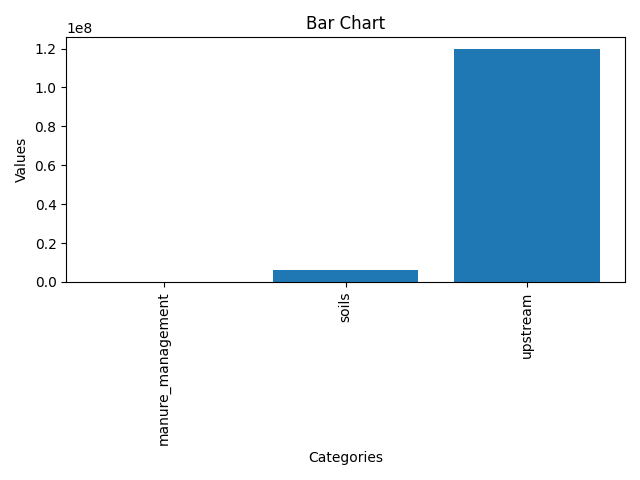 Bar Chart
1e8
1.2
1.0
0.8
0.6
0.4
0.2
0.0
Values
manure_management
soils
upstream
Categories